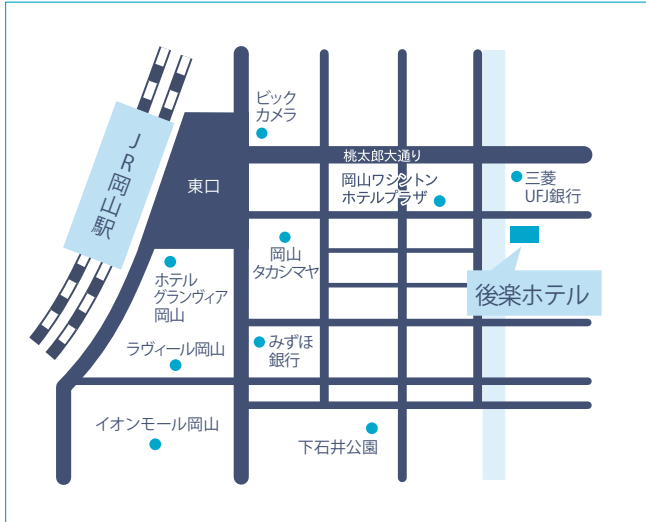 ビック
カメラ
JR岡山駅
桃太郎大通り
東口
岡山ワシントン
ホテルプラザ
三菱
UFJ銀行
岡山
タカシマヤ
ホテル
グランヴィア
岡山
後楽ホテル
みずほ
銀行
ラヴィール岡山
イオンモール岡山
下石井公園